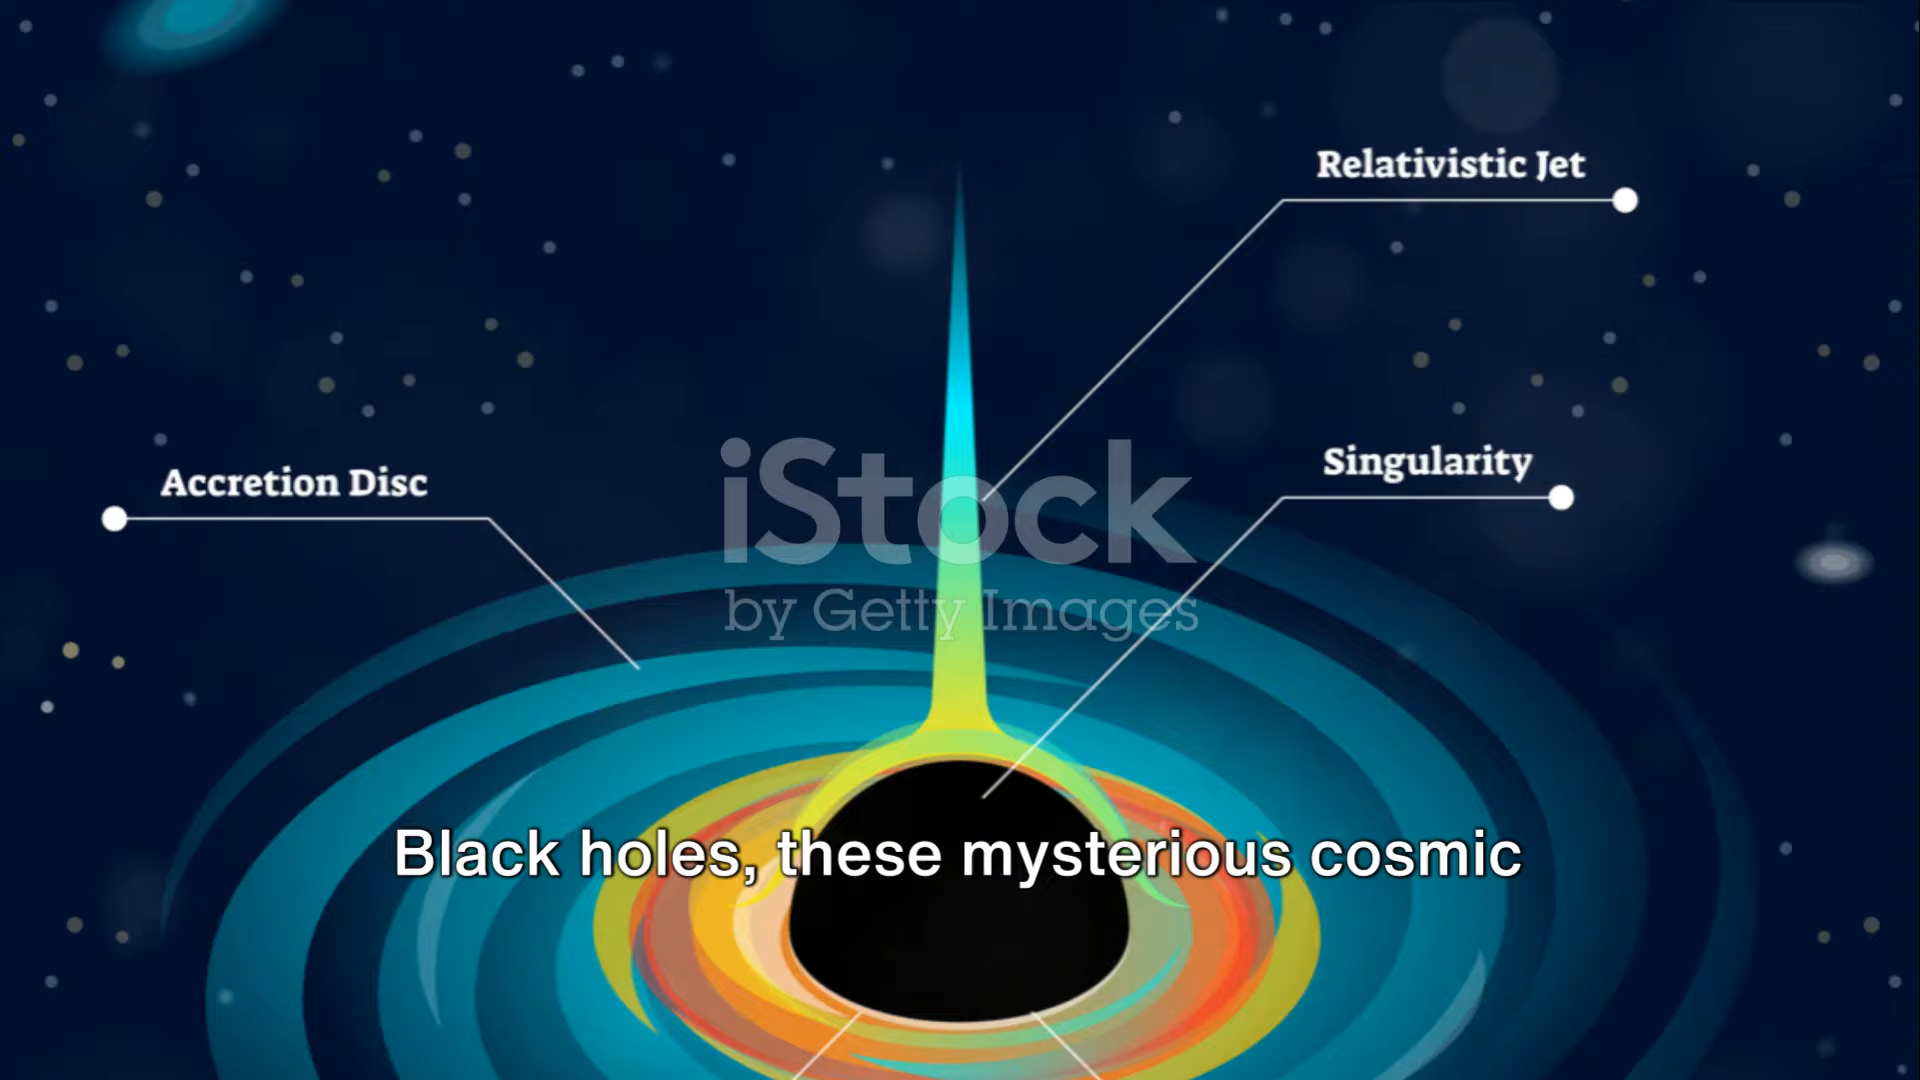 Relativistic Jet
Singularity
Accretion Disc
iStock
by Getty Images
Black holes, these mysterious cosmic